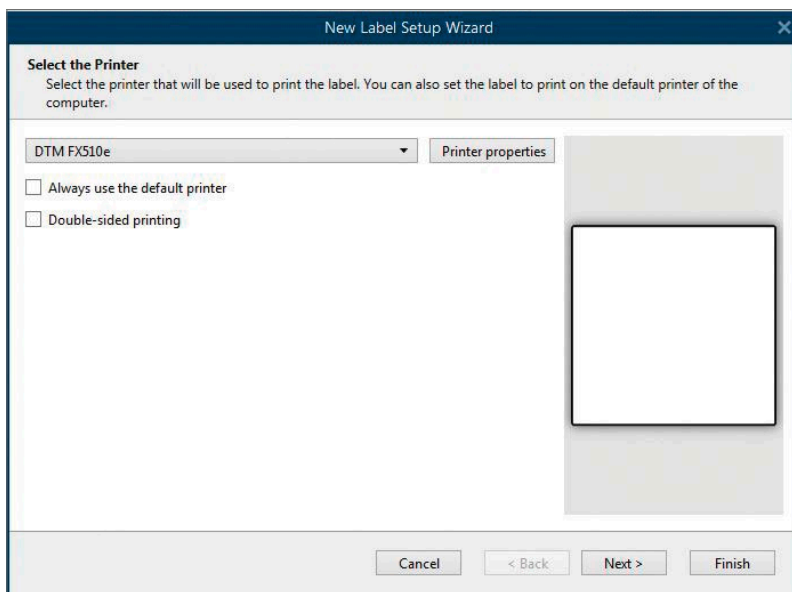 New Label Setup Wizard
Select the Printer
Select the printer that will be used to print the label. You can also set the label to print on the default printer of the
computer.
DTM FX510e
Printer properties
Always use the default printer
Double-sided printing
Cancel
< Back
Next >
Finish